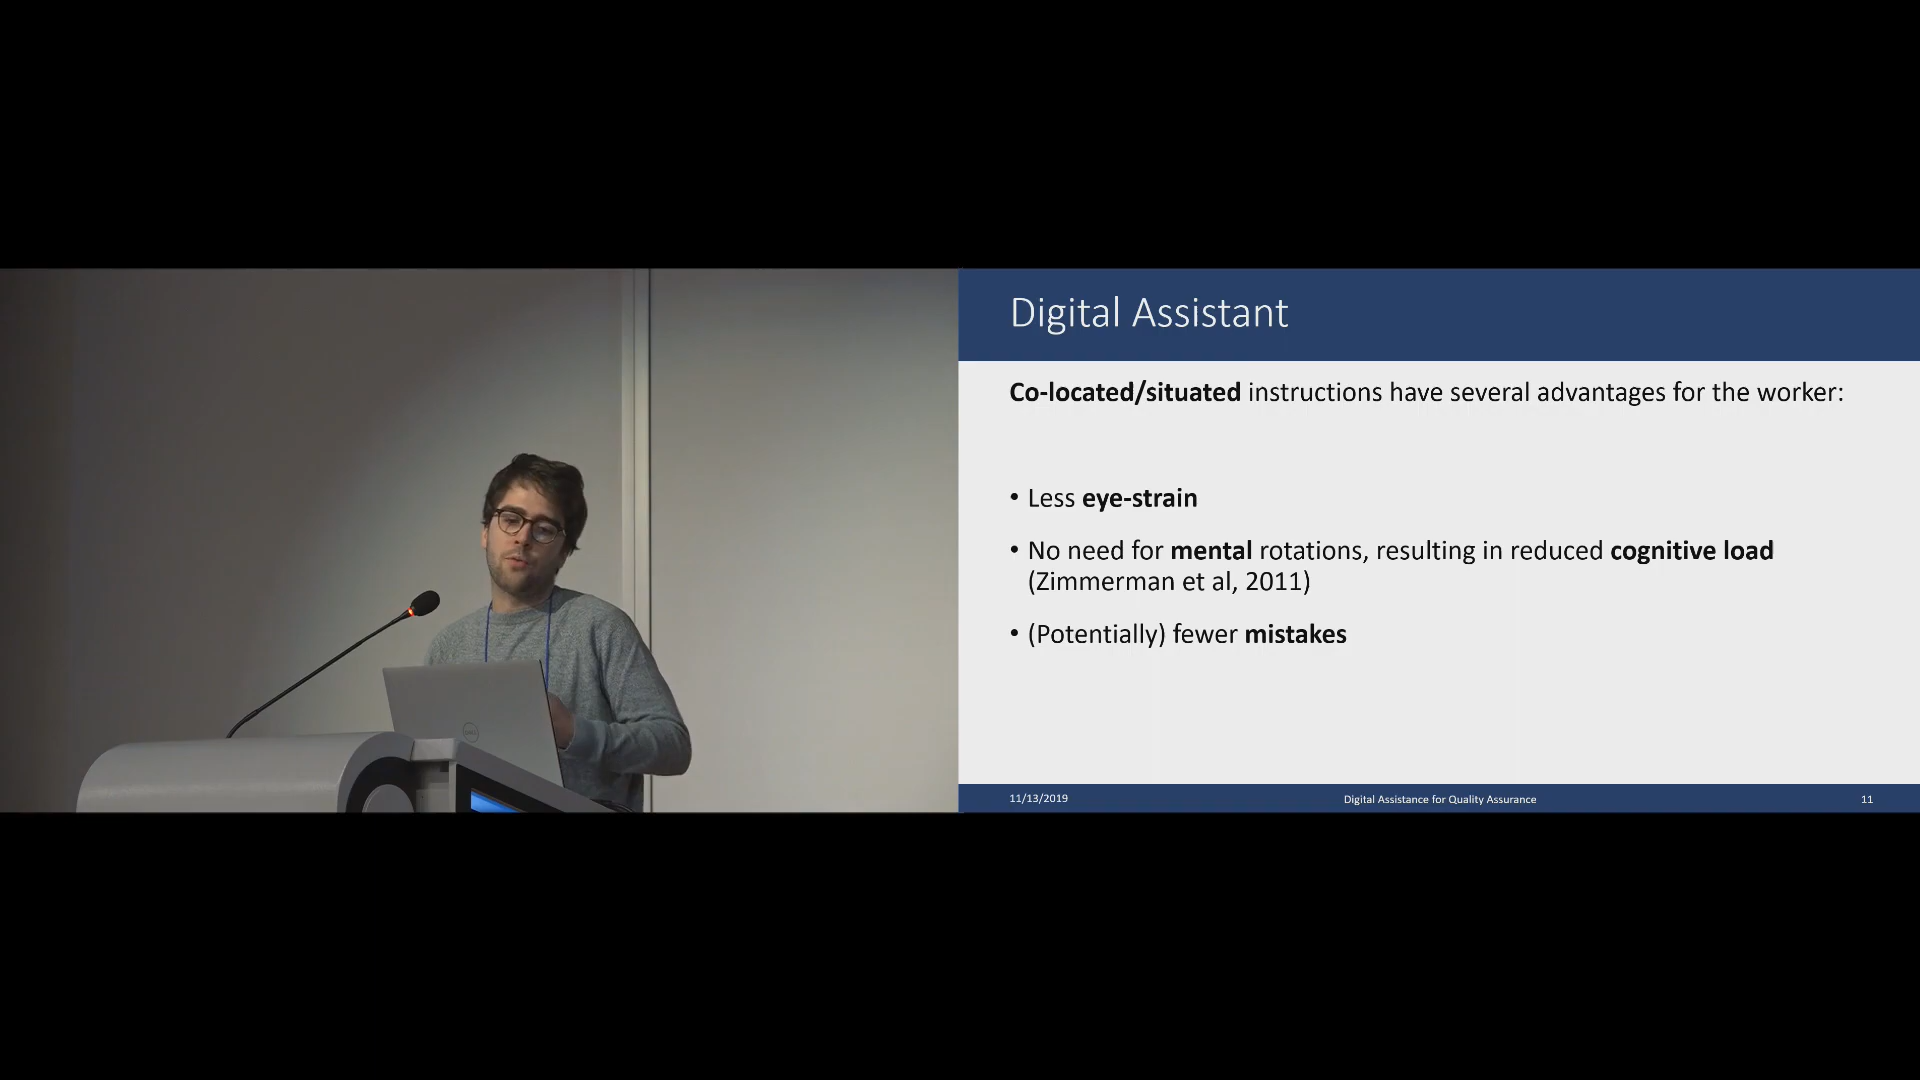 Digital Assistant
Co-located/situated instructions have several advantages for the worker:
• Less eye-strain
• No need for mental rotations, resulting in reduced cognitive load
(Zimmerman et al, 2011)
• (Potentially) fewer mistakes
11/13/2019
Digital Assistance for Quality Assurance
11